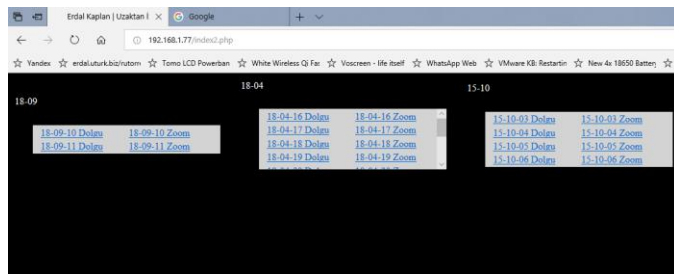 Erdal Kaplan | Uzaktan
Google
192.168.1.77/index2.php
Yandex
Tomo LCD Powerban
White Wireless Qi Fa
Voscreen - life itself
WhatsApp Web
VMware KB: Restartin
New 4x 18650 Battery
18-09
18-09-10 Dolgu 18-09-10 Zoom
18-09-11 Dolgu 18-09-11 Zoom
18-04
18-04-16 Dolgu 18-04-16 Zoom
18-04-17 Dolgu 18-04-17 Zoom
18-04-18 Dolgu 18-04-18 Zoom
18-04-19 Dolgu 18-04-19 Zoom
15-10
15-10-03 Dolgu 15-10-03 Zoom
15-10-04 Dolgu 15-10-04 Zoom
15-10-05 Dolgu 15-10-05 Zoom
15-10-06 Dolgu 15-10-06 Zoom